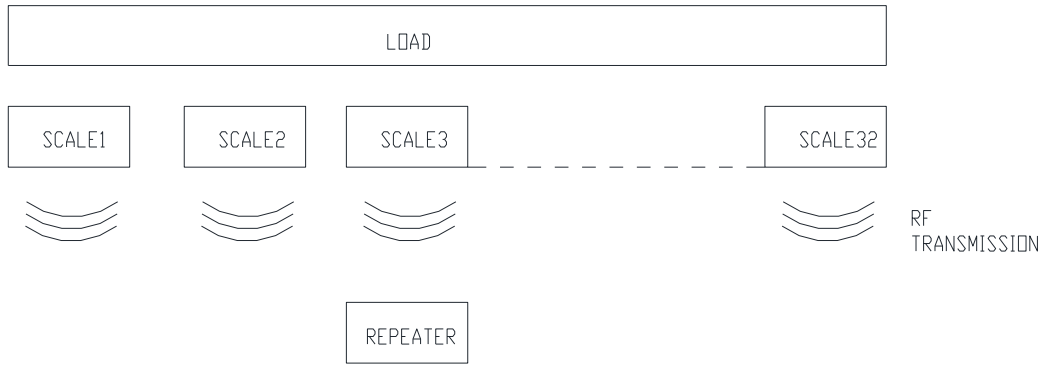 LOAD
SCALE1
SCALE2
SCALE3
SCALE32
RF
TRANSMISSION
REPEATER